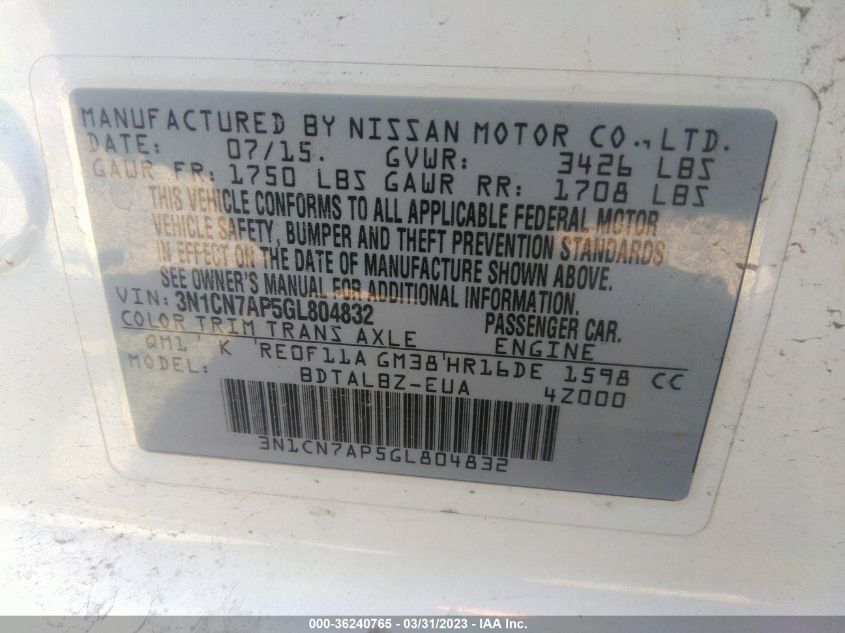 MANUFACTURED BY NISSAN MOTOR CO., LTD.
DATE: 07/15. GVWR: 3426 LBS
GAWR FR: 1750 LBS GAWR RR: 1708 LBS
THIS VEHICLE CONFORMS TO ALL APPLICABLE FEDERAL MOTOR
VEHICLE SAFETY, BUMPER AND THEFT PREVENTION STANDARDS
IN EFFECT ON THE DATE OF MANUFACTURE SHOWN ABOVE.
SEE OWNER'S MANUAL FOR ADDITIONAL INFORMATION.
VIN: 3N1CN7AP5GL804832 PASSENGER CAR.
COLOR TRIM TRANS AXLE ENGINE
QM1 ' K 'RE0F11A GM38'HR16DE 1598 CC
MODEL: BDTALBZ-EUA 4Z000
3N1CN7AP5GL804832
000-36240765 - 03/31/2023 - IAA Inc.